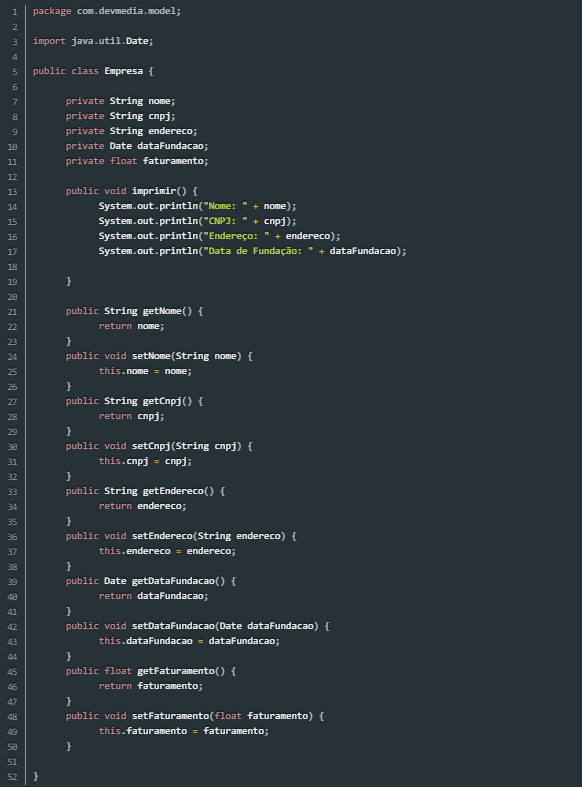 1 package com.devmedia.model;
2
3 import java.util.Date;
4
5 public class Empresa {
6
7 private String nome;
8 private String cnpj;
9 private String endereco;
10 private Date dataFundacao;
11 private float faturamento;
12
13 public void imprimir() {
14 System.out.println("Nome: " + nome);
15 System.out.println("CNPJ: " + cnpj);
16 System.out.println("Endereço: " + endereco);
17 System.out.println("Data de Fundação: " + dataFundacao);
18
19 }
20
21 public String getNome() {
22 return nome;
23 }
24 public void setNome(String nome) {
25 this.nome = nome;
26 }
27 public String getCnpj() {
28 return cnpj;
29 }
30 public void setCnpj(String cnpj) {
31 this.cnpj = cnpj;
32 }
33 public String getEndereco() {
34 return endereco;
35 }
36 public void setEndereco(String endereco) {
37 this.endereco = endereco;
38 }
39 public Date getDataFundacao() {
40 return dataFundacao;
41 }
42 public void setDataFundacao(Date dataFundacao) {
43 this.dataFundacao = dataFundacao;
44 }
45 public float getFaturamento() {
46 return faturamento;
47 }
48 public void setFaturamento(float faturamento) {
49 this.faturamento = faturamento;
50 }
51
52 }